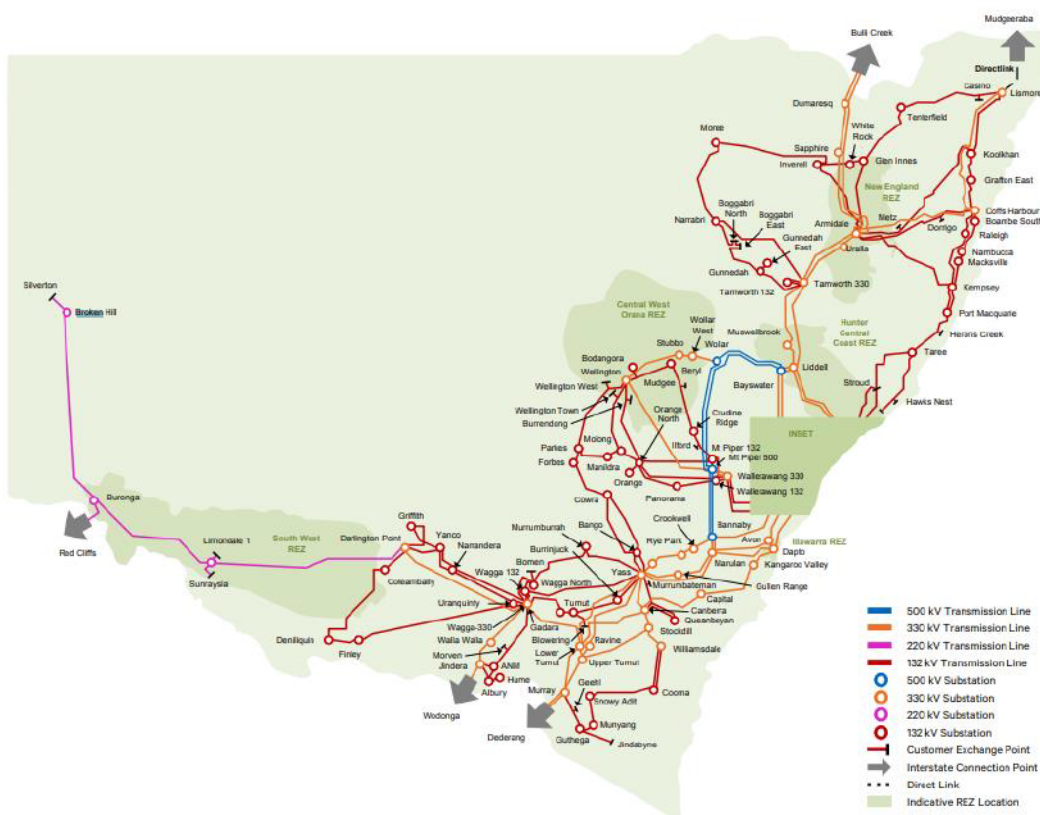 Mudgeeraba
Bulli Creek
Directlink
Casino
Lismore
Dumaresq
Tenterfield
White
Rock
Moree
Sapphire
Inverell
Glen Innes
Koolkhan
New England
REZ
Grafton East
Boggabri
North
Boggabri
East
Narrabri
Armidale
Netz
Coffs Harbour
Boambe South
Dorrigo
Raleigh
Gunnedah
East
Uralla
Nambucca
Macksville
Gunnedah
Tamworth 330
Tamworth 132
Kempsey
Silverton
Broken Hill
Central West
Orana REZ
Wollar
West
Muswellbrook
Hunter
Central
Coast REZ
Port Macquarie
Herons Creek
Stubbo
Wollar
Taree
Bodangora
Wellington
Beryl
Liddell
Wellington West
Mudgee
Bayswater
Stroud
Hawks Nest
Wellington Town
Burrendong
Orange
North
Crudine
Ridge
INSET
Parkes
Molong
Ilford
Mt Piper 132
Mt Piper 500
Forbes
Manildra
Wallerawang 330
Orange
Wallerawang 132
Panorama
Buronga
Cowra
Griffith
Crookwell
Bannaby
Red Cliffs
Limondale 1
South West
REZ
Darlington Point
Yanco
Narrandera
Murrumburrah
Banco
Rye Park
Avon
Illawarra REZ
Burrinjuck
Dapto
Bomen
Marulan
Kangaroo Valley
Sunraysia
Coleambally
Wagga 132
Wagga North
Yass
Murrumbateman
Gullen Range
Uranquinty
Tumut
Capital
Canberra
Queanbeyan
Wagga 330
Gadara
Deniliquin
Finley
Walla Walla
Blowering
Ravine
Stockdill
Morven
Lower
Tumut
Williamsdale
Jindera
ANM
Upper Tumut
Hume
Geehi
Albury
Murray
Snowy Adit
Cooma
Wodonga
Munyang
Dederang
Guthega
Jindabyne
500 kV Transmission Line
330 kV Transmission Line
220 kV Transmission Line
132 kV Transmission Line
500 kV Substation
330 kV Substation
220 kV Substation
132 kV Substation
Customer Exchange Point
Interstate Connection Point
Direct Link
Indicative REZ Location